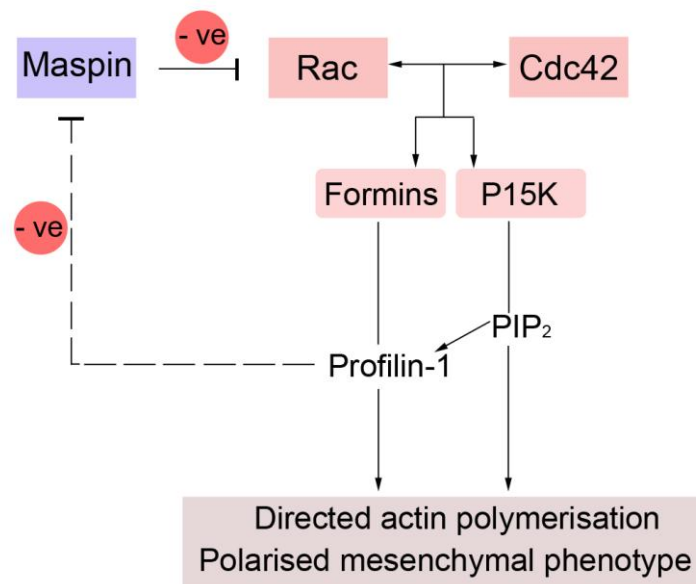 - ve
Maspin
Rac
Cdc42
Formins
P15K
- ve
PIP₂
Profilin-1
Directed actin polymerisation
Polarised mesenchymal phenotype